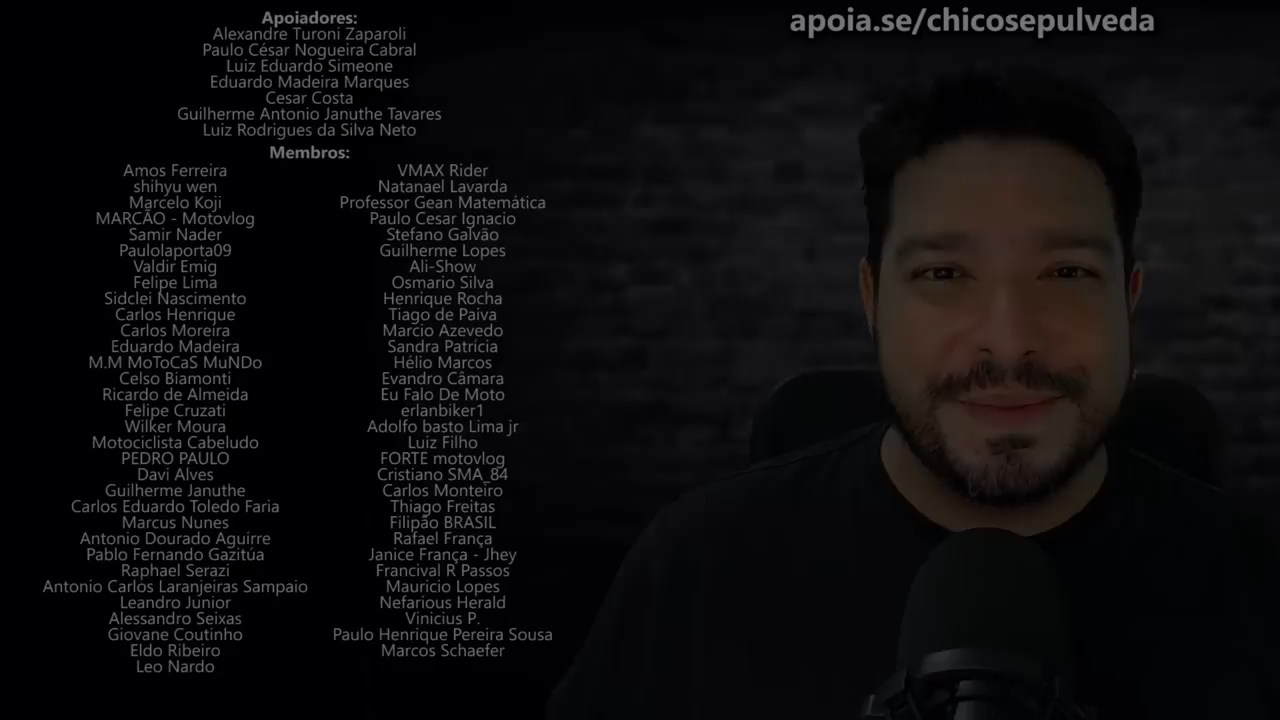 apoia.se/chicosepulveda
Apoiadores:
Alexandre Turoni Zaparoli
Paulo César Nogueira Cabral
Luiz Eduardo Simeone
Eduardo Madeira Marques
Cesar Costa
Guilherme Antonio Januthe Tavares
Luiz Rodrigues da Silva Neto
Membros:
Amos Ferreira
shihyu wen
Marcelo Koji
MARCÃO - Motovlog
Samir Nader
Paulolaporta09
Valdir Emig
Felipe Lima
Sidclei Nascimento
Carlos Henrique
Carlos Moreira
Eduardo Madeira
M.M MoToCaS MuNDo
Celso Biamonti
Ricardo de Almeida
Felipe Cruzati
Wilker Moura
Motociclista Cabeludo
PEDRO PAULO
Davi Alves
Guilherme Januthe
Carlos Eduardo Toledo Faria
Marcus Nunes
Antonio Dourado Aguirre
Pablo Fernando Gazitúa
Raphael Serazi
Antonio Carlos Laranjeiras Sampaio
Leandro Junior
Alessandro Seixas
Giovane Coutinho
Eldo Ribeiro
Leo Nardo
VMAX Rider
Natanael Lavarda
Professor Gean Matemática
Paulo Cesar Ignacio
Stefano Galvão
Guilherme Lopes
Ali-Show
Osmario Silva
Henrique Rocha
Tiago de Paiva
Marcio Azevedo
Sandra Patrícia
Hélio Marcos
Evandro Câmara
Eu Falo De Moto
erlanbiker1
Adolfo basto Lima jr
Luiz Filho
FORTE motovlog
Cristiano SMA_84
Carlos Monteiro
Thiago Freitas
Filipão BRASIL
Rafael França
Janice França - Jhey
Francival R Passos
Mauricio Lopes
Nefarious Herald
Vinicius P.
Paulo Henrique Pereira Sousa
Marcos Schaefer